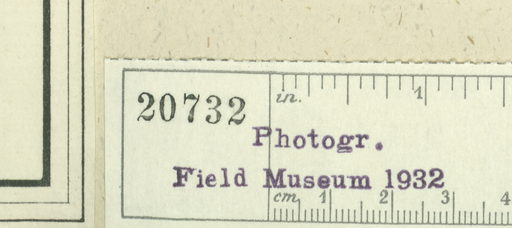 20732
in. 1
Photogr.
Field Museum 1932
cm 1 2 3 4